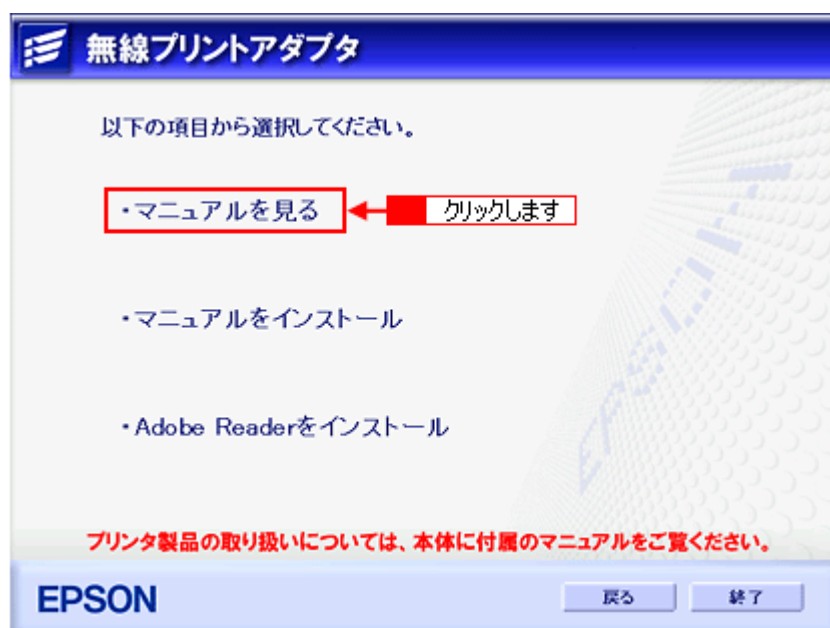 無線プリントアダプタ
以下の項目から選択してください。
・マニュアルを見る
クリックします
・マニュアルをインストール
・Adobe Readerをインストール
EPSON
プリンタ製品の取り扱いについては、本体に付属のマニュアルをご覧ください。
EPSON
戻る
終了